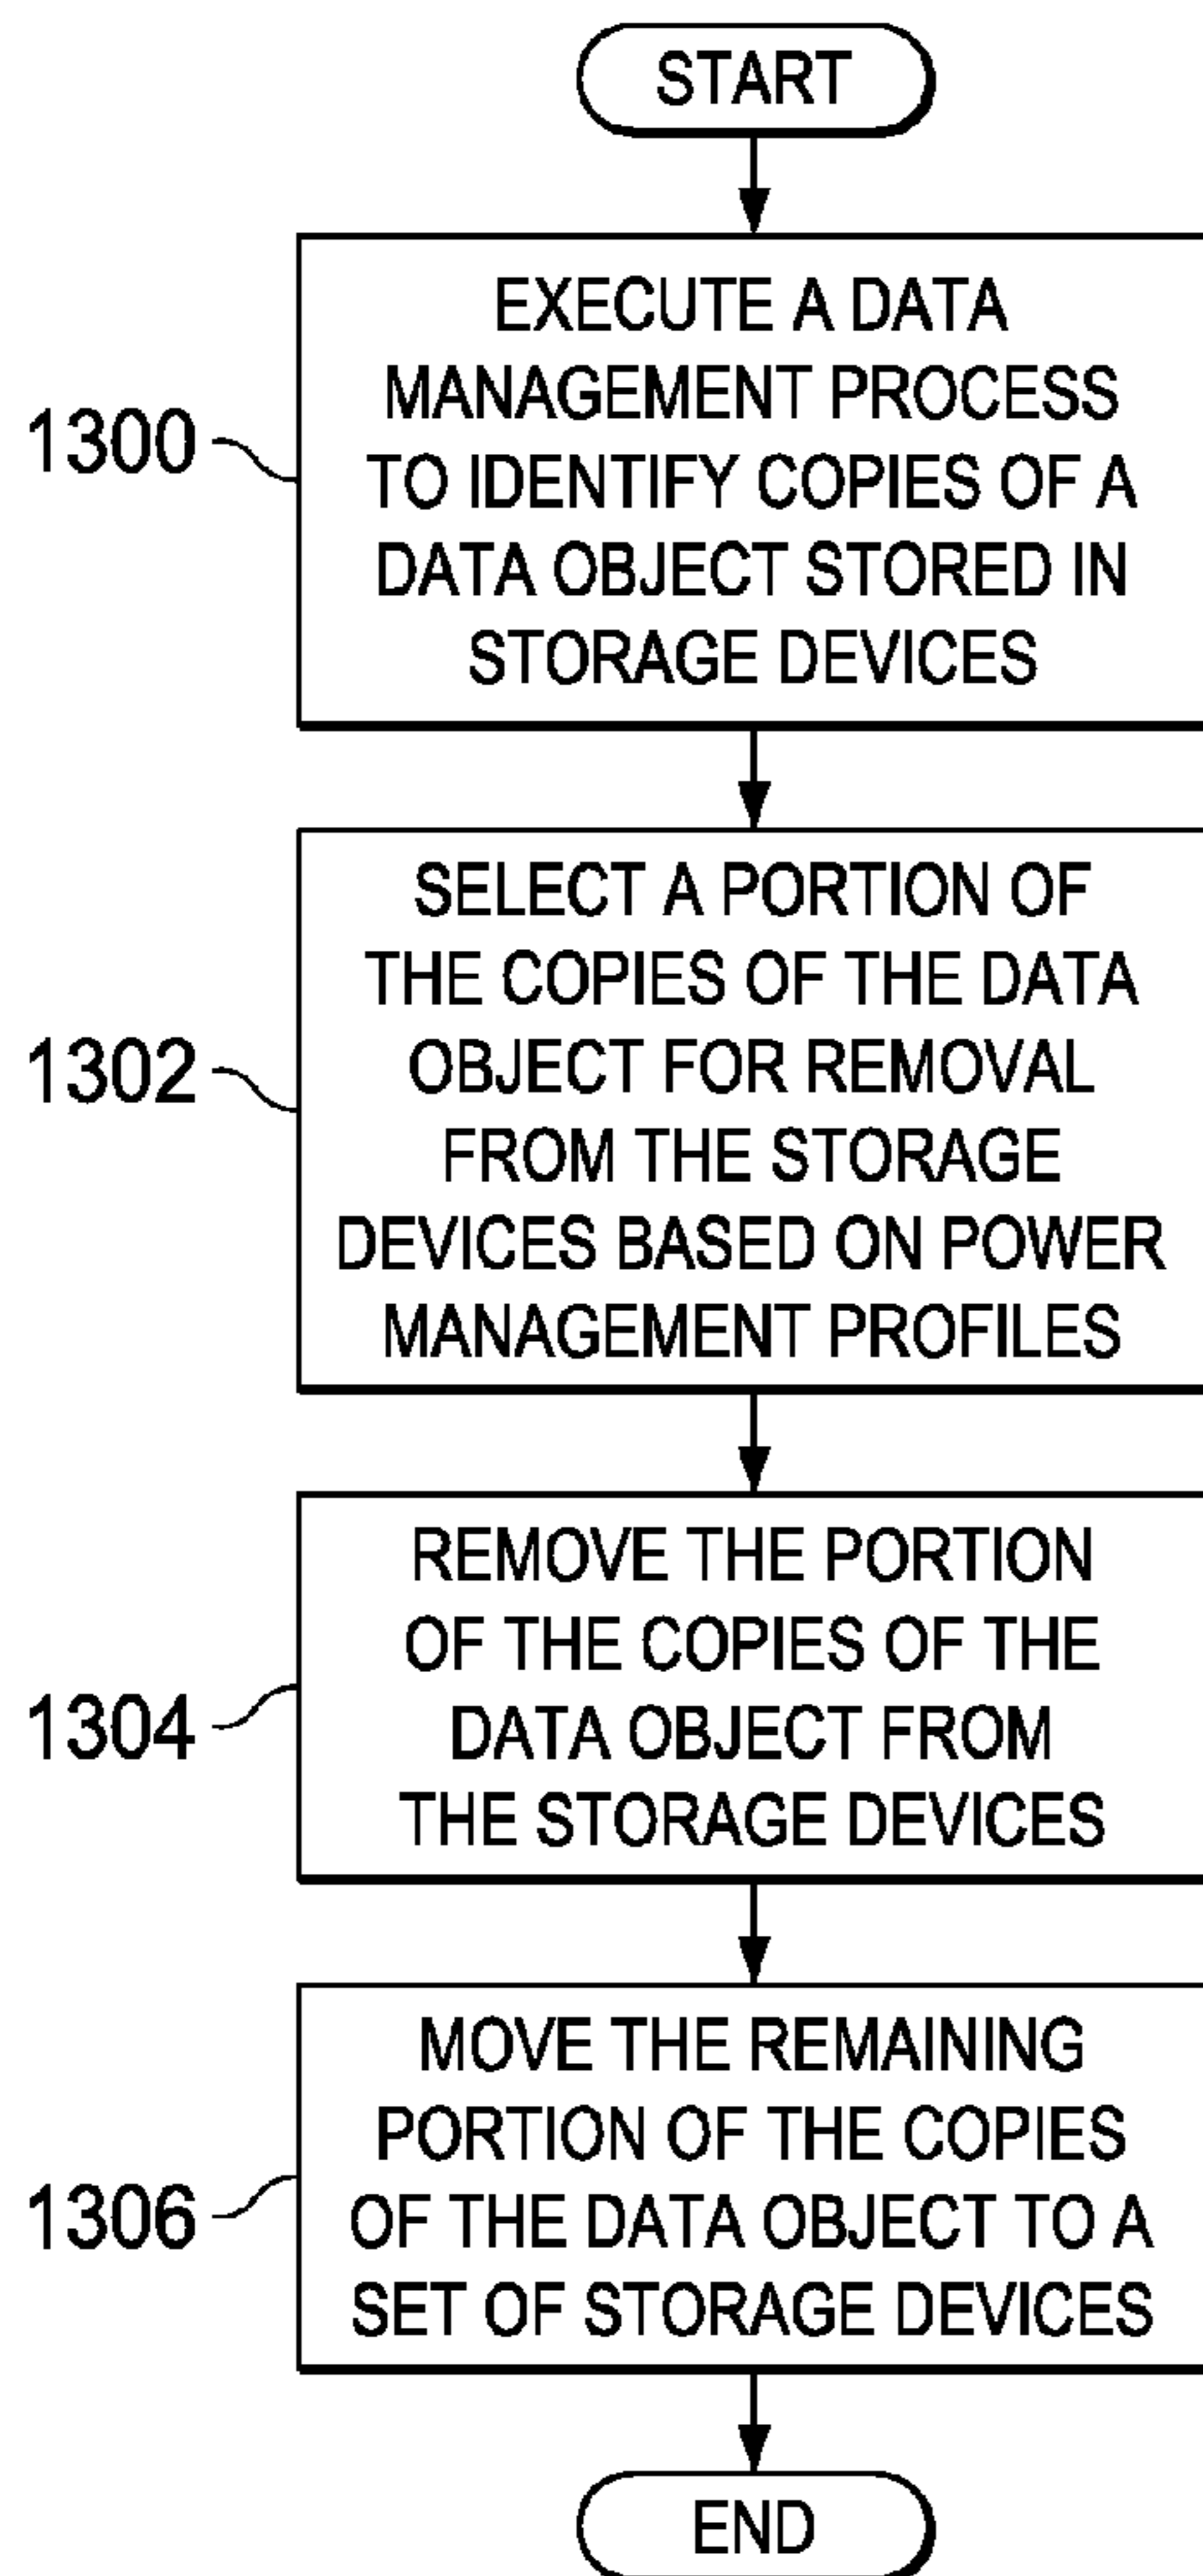 START
1300
EXECUTE A DATA
MANAGEMENT PROCESS
TO IDENTIFY COPIES OF A
DATA OBJECT STORED IN
STORAGE DEVICES
1302
SELECT A PORTION OF
THE COPIES OF THE DATA
OBJECT FOR REMOVAL
FROM THE STORAGE
DEVICES BASED ON POWER
MANAGEMENT PROFILES
1304
REMOVE THE PORTION
OF THE COPIES OF THE
DATA OBJECT FROM
THE STORAGE DEVICES
1306
MOVE THE REMAINING
PORTION OF THE COPIES
OF THE DATA OBJECT TO A
SET OF STORAGE DEVICES
END